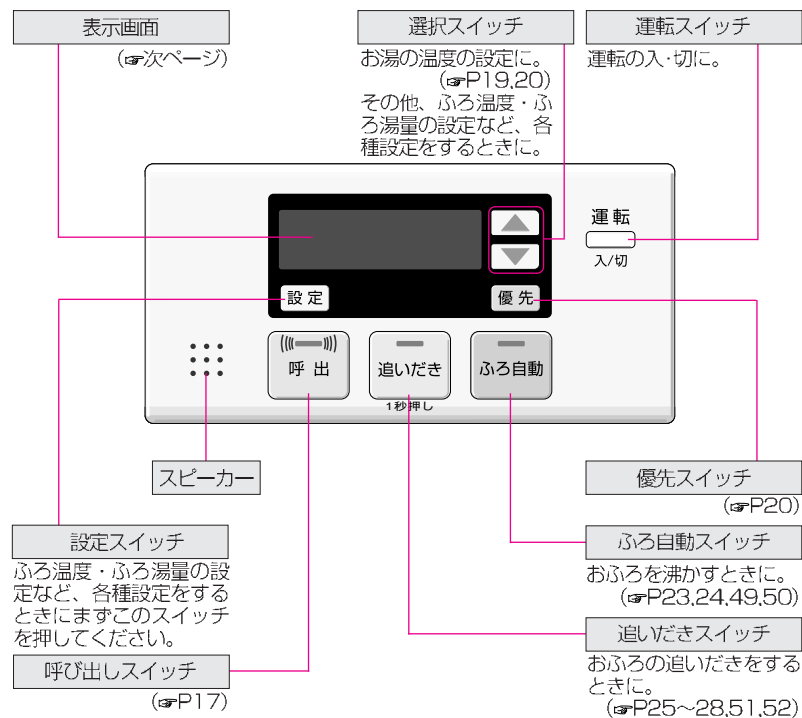 表示画面
(☞次ページ)
選択スイッチ
お湯の温度の設定に。
(☞P19,20)
その他、ふろ温度・ふ
ろ湯量の設定など、各
種設定をするときに。
運転スイッチ
運転の入·切に。
運転
入/切
設定
優先
呼出
追いだき
ふろ自動
1秒押し
スピーカー
設定スイッチ
ふろ温度・ふろ湯量の設
定など、各種設定をする
ときにまずこのスイッチ
を押してください。
呼び出しスイッチ
(☞P17)
優先スイッチ
(☞P20)
ふろ自動スイッチ
おふろを沸かすときに。
(☞P23,24,49,50)
追いだきスイッチ
おふろの追いだきをする
ときに。
(☞P25～28,51,52)